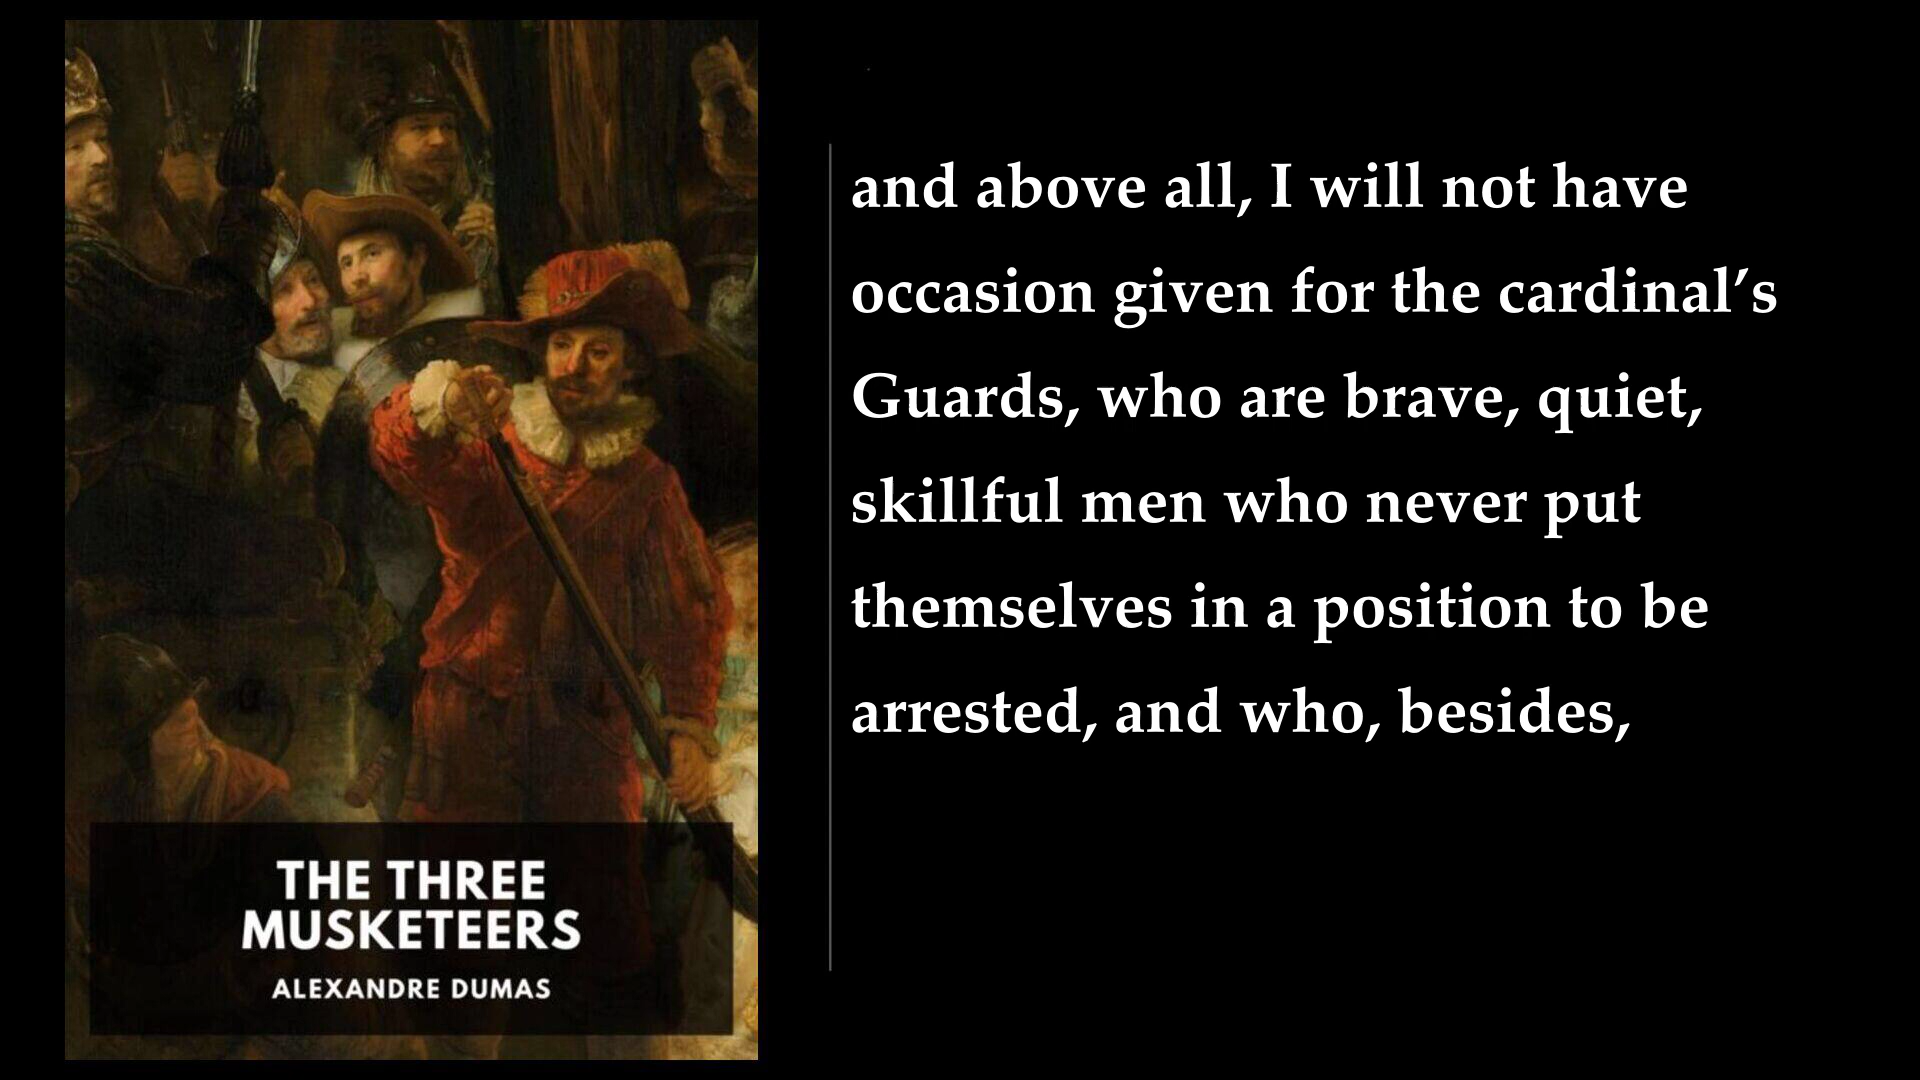 THE THREE
MUSKETEERS
ALEXANDRE DUMAS
and above all, I will not have
occasion given for the cardinal’s
Guards, who are brave, quiet,
skillful men who never put
themselves in a position to be
arrested, and who, besides,